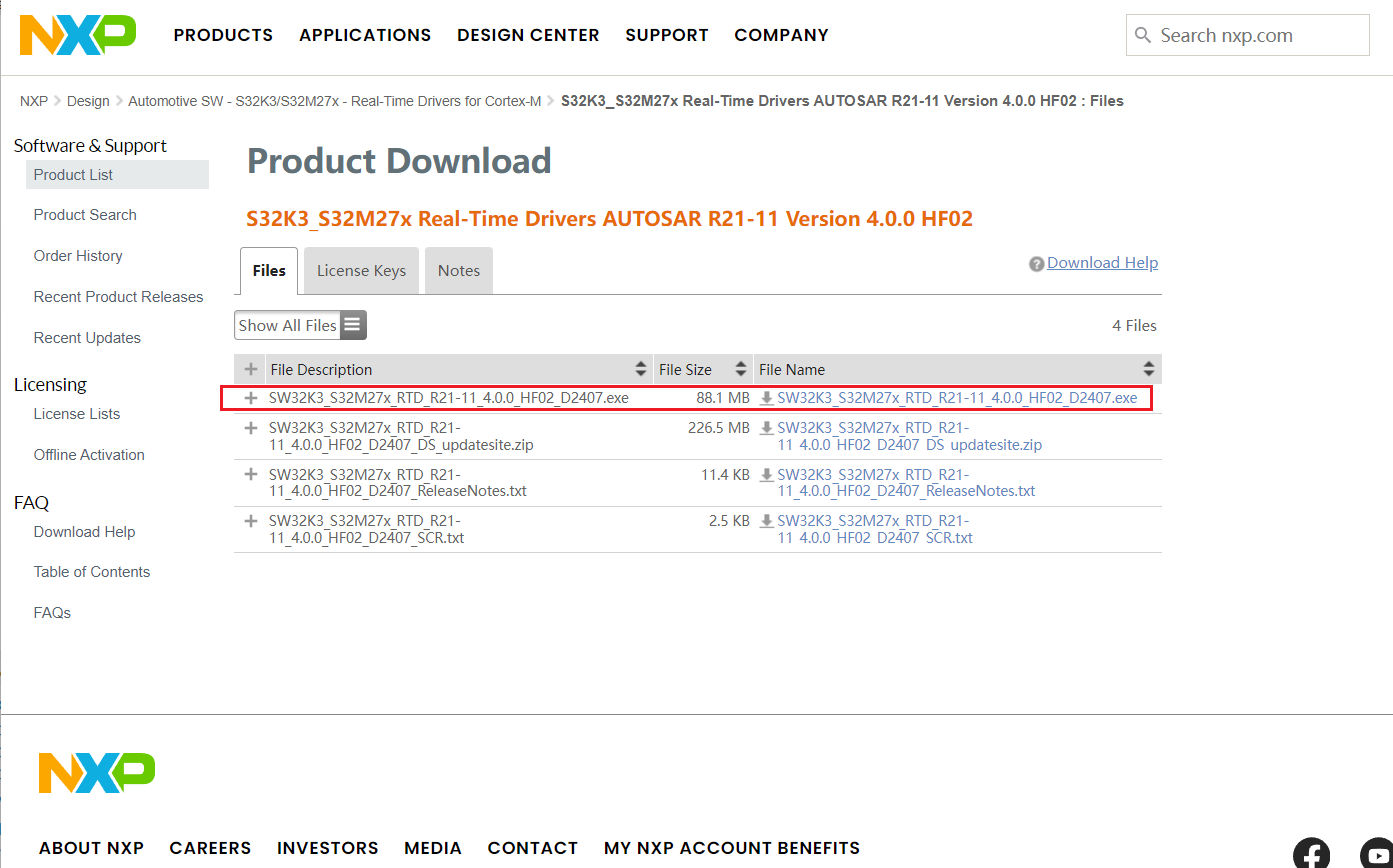 NXP
PRODUCTS APPLICATIONS DESIGN CENTER SUPPORT COMPANY
Search nxp.com
NXP Design Automotive SW - S32K3/S32M27x - Real-Time Drivers for Cortex-M S32K3_S32M27x Real-Time Drivers AUTOSAR R21-11 Version 4.0.0 HF02 : Files
Software & Support
Product List
Product Search
Order History
Recent Product Releases
Recent Updates
Licensing
License Lists
Offline Activation
FAQ
Download Help
Table of Contents
FAQs
Product Download
S32K3_S32M27x Real-Time Drivers AUTOSAR R21-11 Version 4.0.0 HF02
Files License Keys Notes
? Download Help
Show All Files
4 Files
+ File Description File Size File Name
+ SW32K3_S32M27x_RTD_R21-11_4.0.0_HF02_D2407.exe 88.1 MB SW32K3_S32M27x_RTD_R21-11_4.0.0_HF02_D2407.exe
+ SW32K3_S32M27x_RTD_R21- 226.5 MB SW32K3_S32M27x_RTD_R21-
11_4.0.0_HF02_D2407_DS_updatesite.zip 11_4.0.0_HF02_D2407_DS_updatesite.zip
+ SW32K3_S32M27x_RTD_R21- 11.4 KB SW32K3_S32M27x_RTD_R21-
11_4.0.0_HF02_D2407_ReleaseNotes.txt 11_4.0.0_HF02_D2407_ReleaseNotes.txt
+ SW32K3_S32M27x_RTD_R21- 2.5 KB SW32K3_S32M27x_RTD_R21-
11_4.0.0_HF02_D2407_SCR.txt 11_4.0.0_HF02_D2407_SCR.txt
NXP
ABOUT NXP CAREERS INVESTORS MEDIA CONTACT MY NXP ACCOUNT BENEFITS